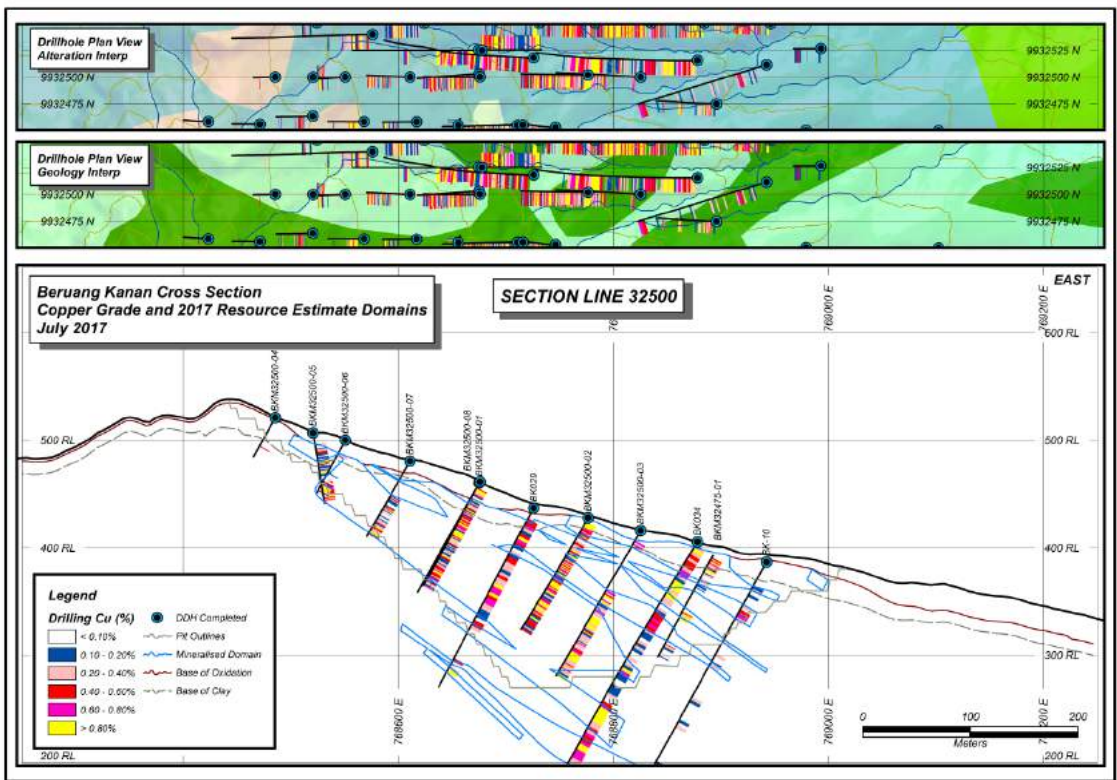 Drillhole Plan View
Alteration Interp
9932525 N
9932525 N
9932500 N
9932500 N
9932475 N
9932475 N
Drillhole Plan View
Geology Interp
9932525 N
9932500 N
9932500 N
9932475 N
9932475 N
Beruang Kanan Cross Section
Copper Grade and 2017 Resource Estimate Domains
July 2017
SECTION LINE 32500
EAST
769000 E
769200 E
600 RL
BKM32500-04
BKM32500-05
BKM32500-06
BKM32500-07
BKM32500-08
BKM32500-01
BK029
BKM32500-02
BKM32500-03
BK034
BKM32475-01
BK-10
500 RL
500 RL
400 RL
400 RL
300 RL
200 RL
200 RL
Legend
Drilling Cu (%)
< 0.10%
0.10 - 0.20%
0.20 - 0.40%
0.40 - 0.60%
0.60 - 0.80%
> 0.80%
DDH Completed
Pit Outlines
Mineralised Domain
Base of Oxidation
Base of Clay
768600 E
768800 E
769000 E
769200 E
0 100 200
Meters